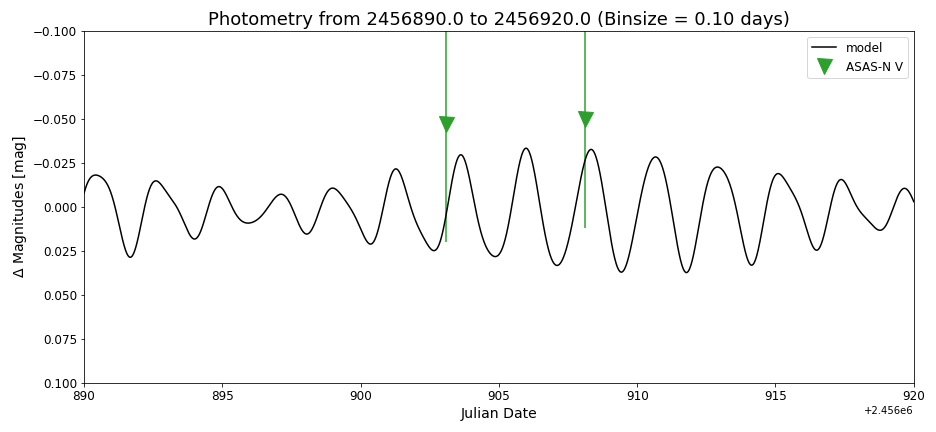 Photometry from 2456890.0 to 2456920.0 (Binsize = 0.10 days)
−0.100
−0.075
−0.050
−0.025
0.000
0.025
0.050
0.075
0.100
Δ Magnitudes [mag]
model
ASAS-N V
890 895 900 905 910 915 920
Julian Date
+2.456e6